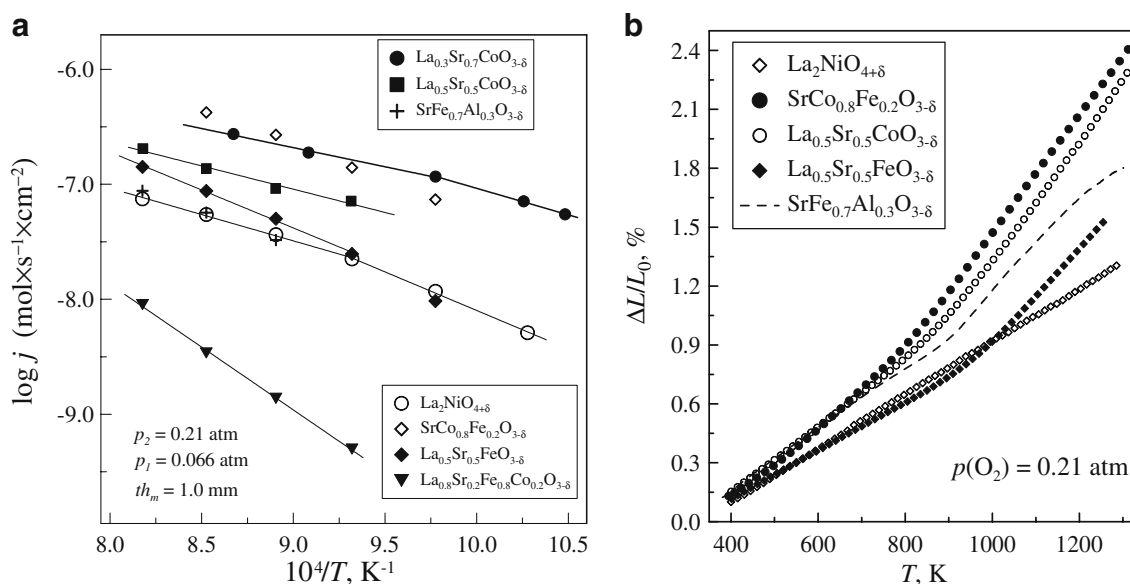 a
-6.0
-7.0
-8.0
-9.0
log j (mol×s⁻¹×cm⁻²)
La₀.₃Sr₀.₇CoO₃₋δ
La₀.₅Sr₀.₅CoO₃₋δ
SrFe₀.₇Al₀.₃O₃₋δ
La₂NiO₄₊δ
SrCo₀.₈Fe₀.₂O₃₋δ
La₀.₅Sr₀.₅FeO₃₋δ
La₀.₈Sr₀.₂Fe₀.₈Co₀.₂O₃₋δ
p₂ = 0.21 atm
p₁ = 0.066 atm
thₘ = 1.0 mm
8.0 8.5 9.0 9.5 10.0 10.5
10⁴/T, K⁻¹
b
2.4
2.1
1.8
1.5
1.2
0.9
0.6
0.3
0.0
ΔL/L₀, %
La₂NiO₄₊δ
SrCo₀.₈Fe₀.₂O₃₋δ
La₀.₅Sr₀.₅CoO₃₋δ
La₀.₅Sr₀.₅FeO₃₋δ
SrFe₀.₇Al₀.₃O₃₋δ
p(O₂) = 0.21 atm
400 600 800 1000 1200
T, K